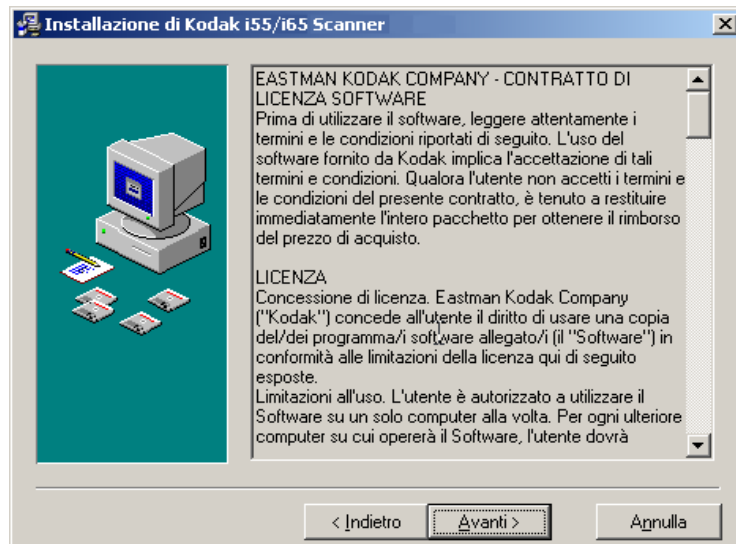 Installazione di Kodak i55/i65 Scanner
EASTMAN KODAK COMPANY - CONTRATTO DI
LICENZA SOFTWARE
Prima di utilizzare il software, leggere attentamente i
termini e le condizioni riportati di seguito. L'uso del
software fornito da Kodak implica l'accettazione di tali
termini e condizioni. Qualora l'utente non accetti i termini e
le condizioni del presente contratto, è tenuto a restituire
immediatamente l'intero pacchetto per ottenere il rimborso
del prezzo di acquisto.
LICENZA
Concessione di licenza. Eastman Kodak Company
("Kodak") concede all'utente il diritto di usare una copia
del/dei programma/i software allegato/i (il "Software") in
conformità alle limitazioni della licenza qui di seguito
esposte.
Limitazioni all'uso. L'utente è autorizzato a utilizzare il
Software su un solo computer alla volta. Per ogni ulteriore
computer su cui opererà il Software, l'utente dovrà
< Indietro
Avanti >
Annulla